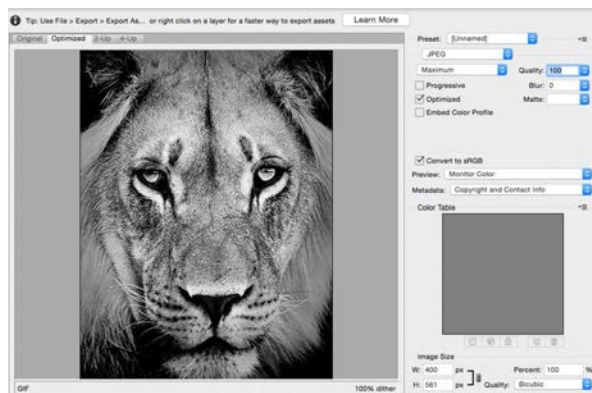 Tip: Use File > Export > Export As... or right click on a layer for a faster way to export assets
Learn More
Original Optimized 2-Up 4-Up
Preset: [Unnamed]
JPEG
Maximum Quality: 100
Progressive Blur: 0
Optimized Matte:
Embed Color Profile
Convert to sRGB
Preview: Monitor Color
Metadata: Copyright and Contact Info
Color Table
Image Size
W: 400 px Percent: 100 %
H: 561 px Quality: Bicubic
GIF 100% dither